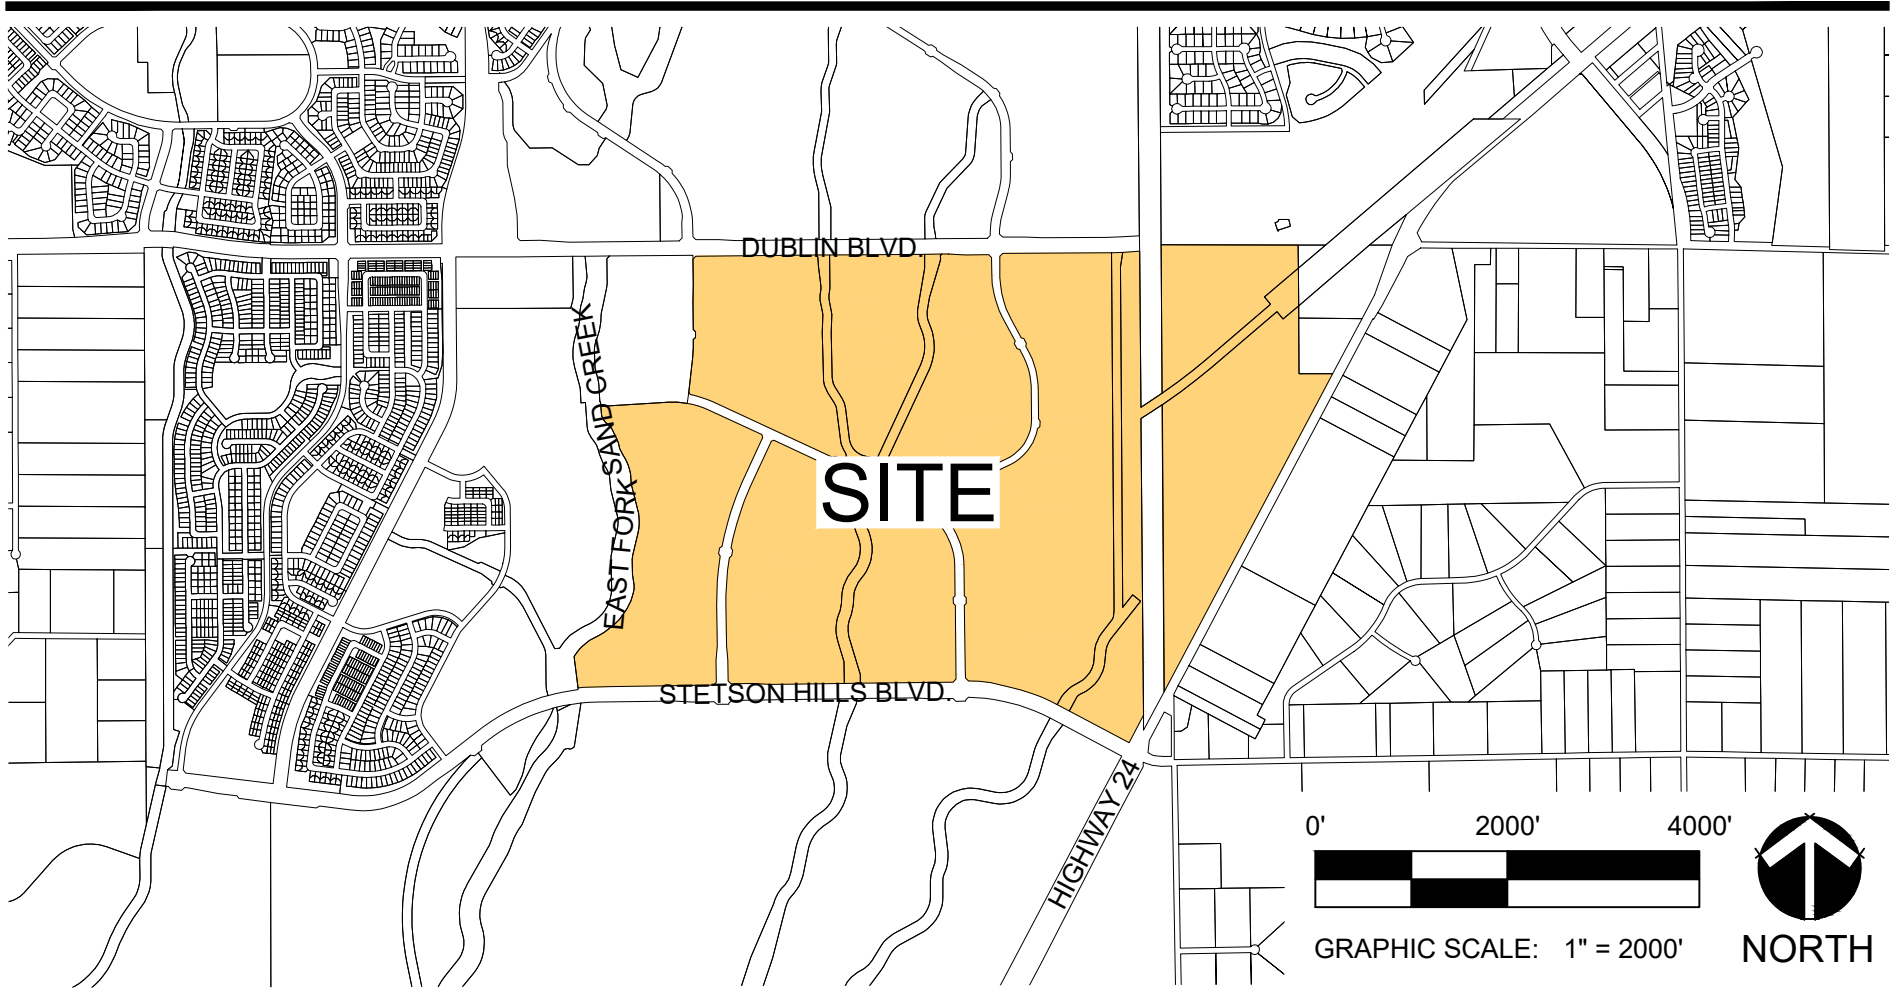 DUBLIN BLVD.
EAST FORK SAND CREEK
SITE
STETSON HILLS BLVD.
HIGHWAY 24
0' 2000' 4000'
GRAPHIC SCALE: 1" = 2000'
NORTH